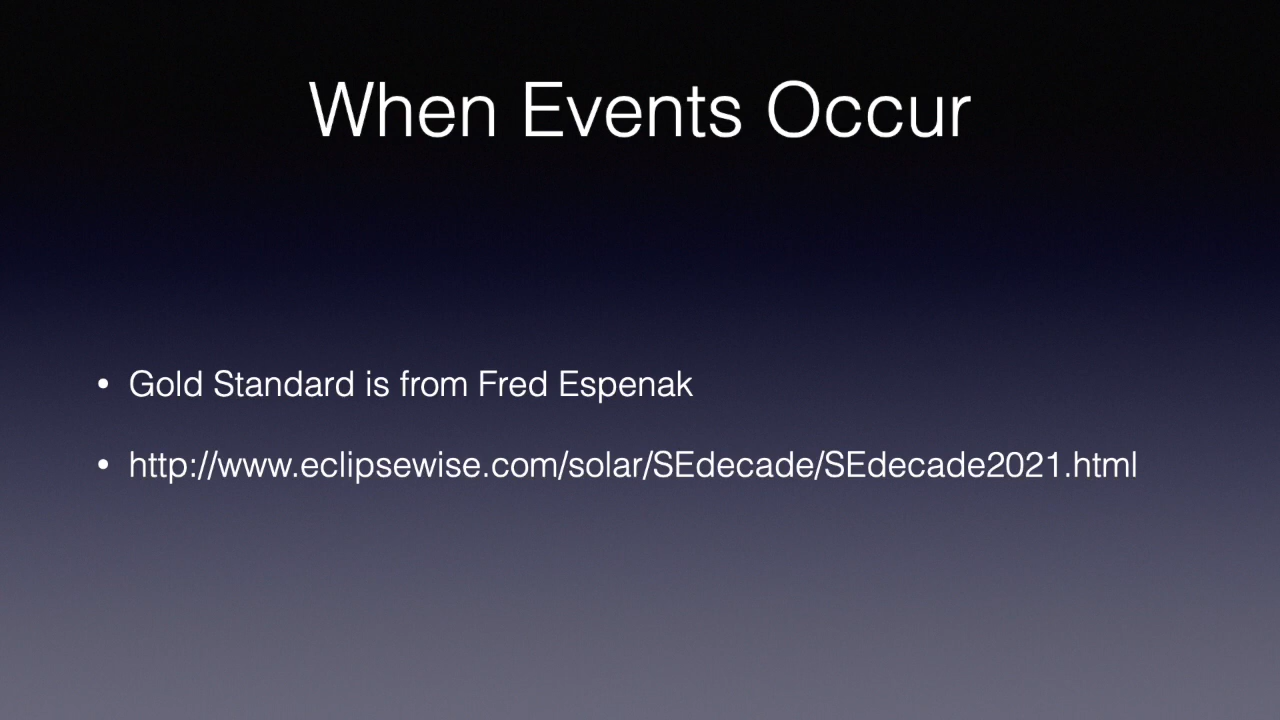 When Events Occur
• Gold Standard is from Fred Espenak
• http://www.eclipsewise.com/solar/SEdecade/SEdecade2021.html